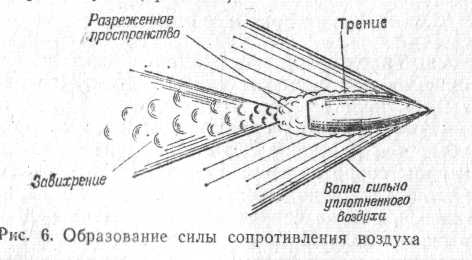 Разреженное
пространство
Трение
Завихрение
Волна сильно
уплотненного
воздуха
Рис. 6. Образование силы сопротивления воздуха